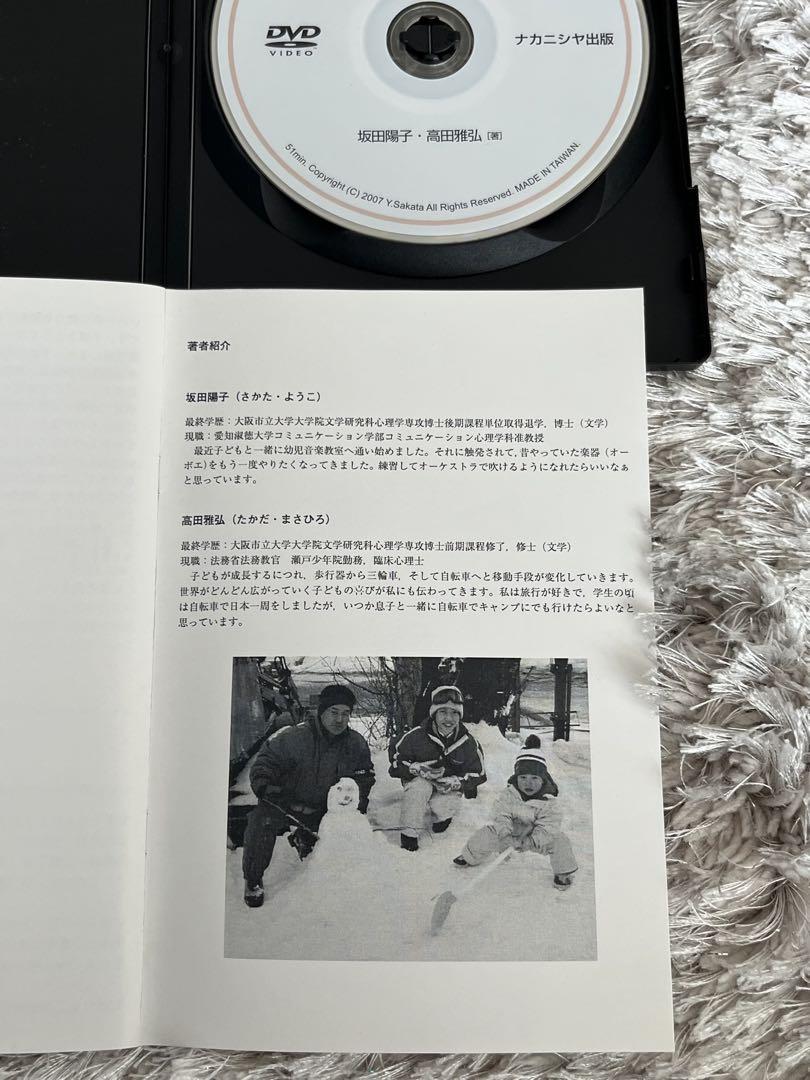 DVD
VIDEO
ナカニシヤ出版
坂田陽子・高田雅弘 [著]
51min. Copyright (C) 2007 Y.Sakata All Rights Reserved. MADE IN TAIWAN.
著者紹介
坂田陽子（さかた・ようこ）
最終学歴：大阪市立大学大学院文学研究科心理学専攻博士後期課程単位取得退学，博士（文学）
現職：愛知淑徳大学コミュニケーション学部コミュニケーション心理学科准教授
最近子どもと一緒に幼児音楽教室へ通い始めました。それに触発されて，昔やっていた楽器（オー
ボエ）をもう一度やりたくなってきました。練習してオーケストラで吹けるようになれたらいいなぁ
と思っています。
高田雅弘（たかだ・まさひろ）
最終学歴：大阪市立大学大学院文学研究科心理学専攻博士前期課程修了，修士（文学）
現職：法務省法務教官　瀬戸少年院勤務，臨床心理士
子どもが成長するにつれ，歩行器から三輪車，そして自転車へと移動手段が変化していきます。
世界がどんどん広がっていく子どもの喜びが私にも伝わってきます。私は旅行が好きで，学生の頃
は自転車で日本一周をしましたが，いつか息子と一緒に自転車でキャンプにでも行けたらよいなと
思っています。